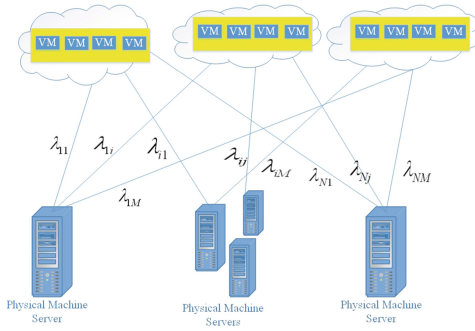 VM VM VM VM
VM VM VM VM
VM VM VM VM
λ11
λ1i
λi1
λij
λiM
λN1
λNj
λNM
λ1M
Physical Machine
Server
Physical Machine
Servers
Physical Machine
Server